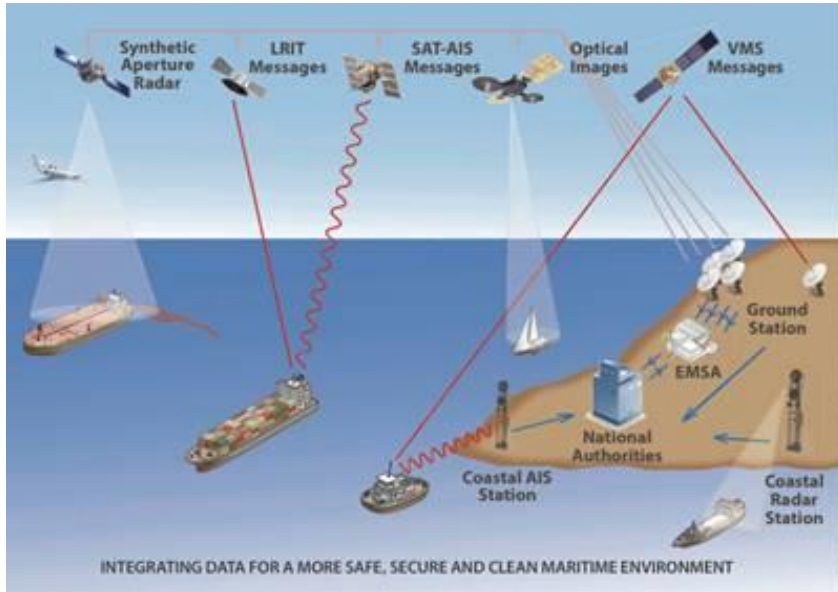 Synthetic
Aperture
Radar
LRIT
Messages
SAT-AIS
Messages
Optical
Images
VMS
Messages
Ground
Station
EMSA
National
Authorities
Coastal AIS
Station
Coastal
Radar
Station
INTEGRATING DATA FOR A MORE SAFE, SECURE AND CLEAN MARITIME ENVIRONMENT